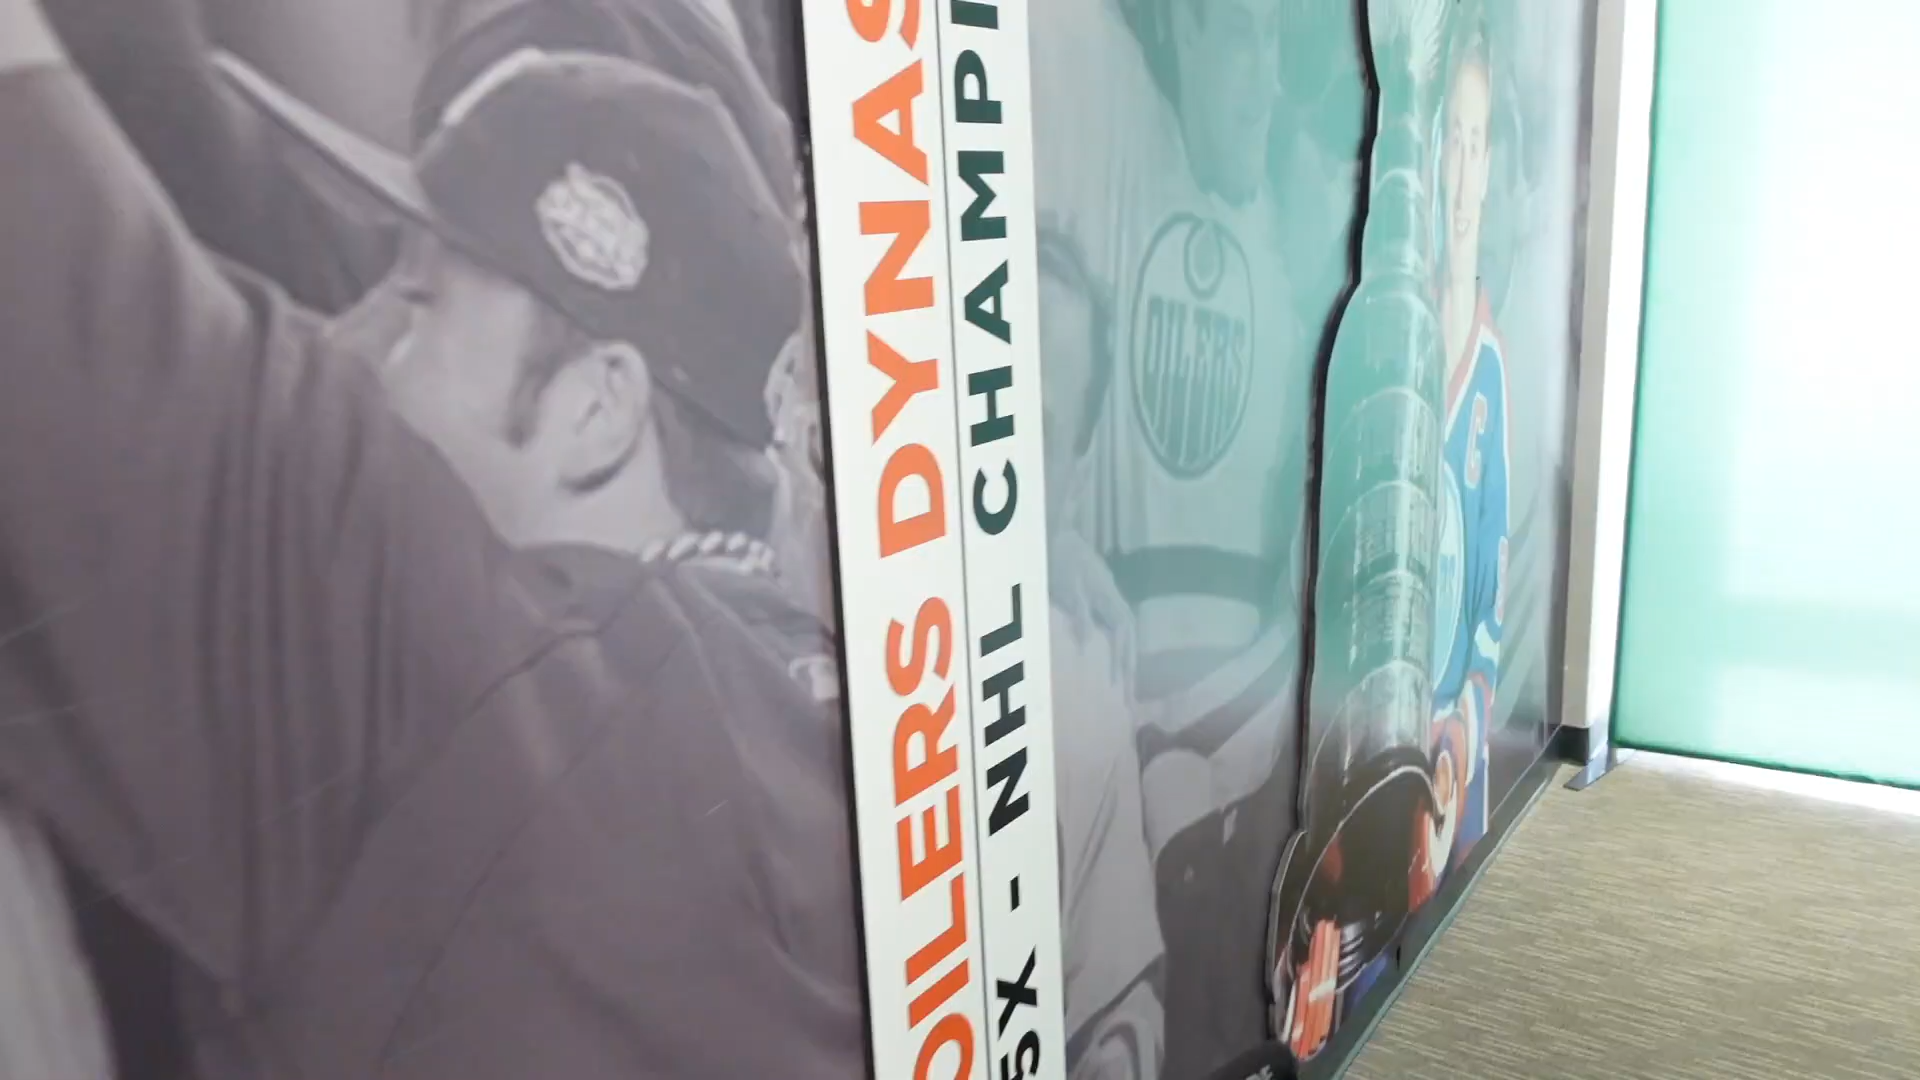 OILERS DYNAS
5X - NHL CHAMPI
OILERS
C